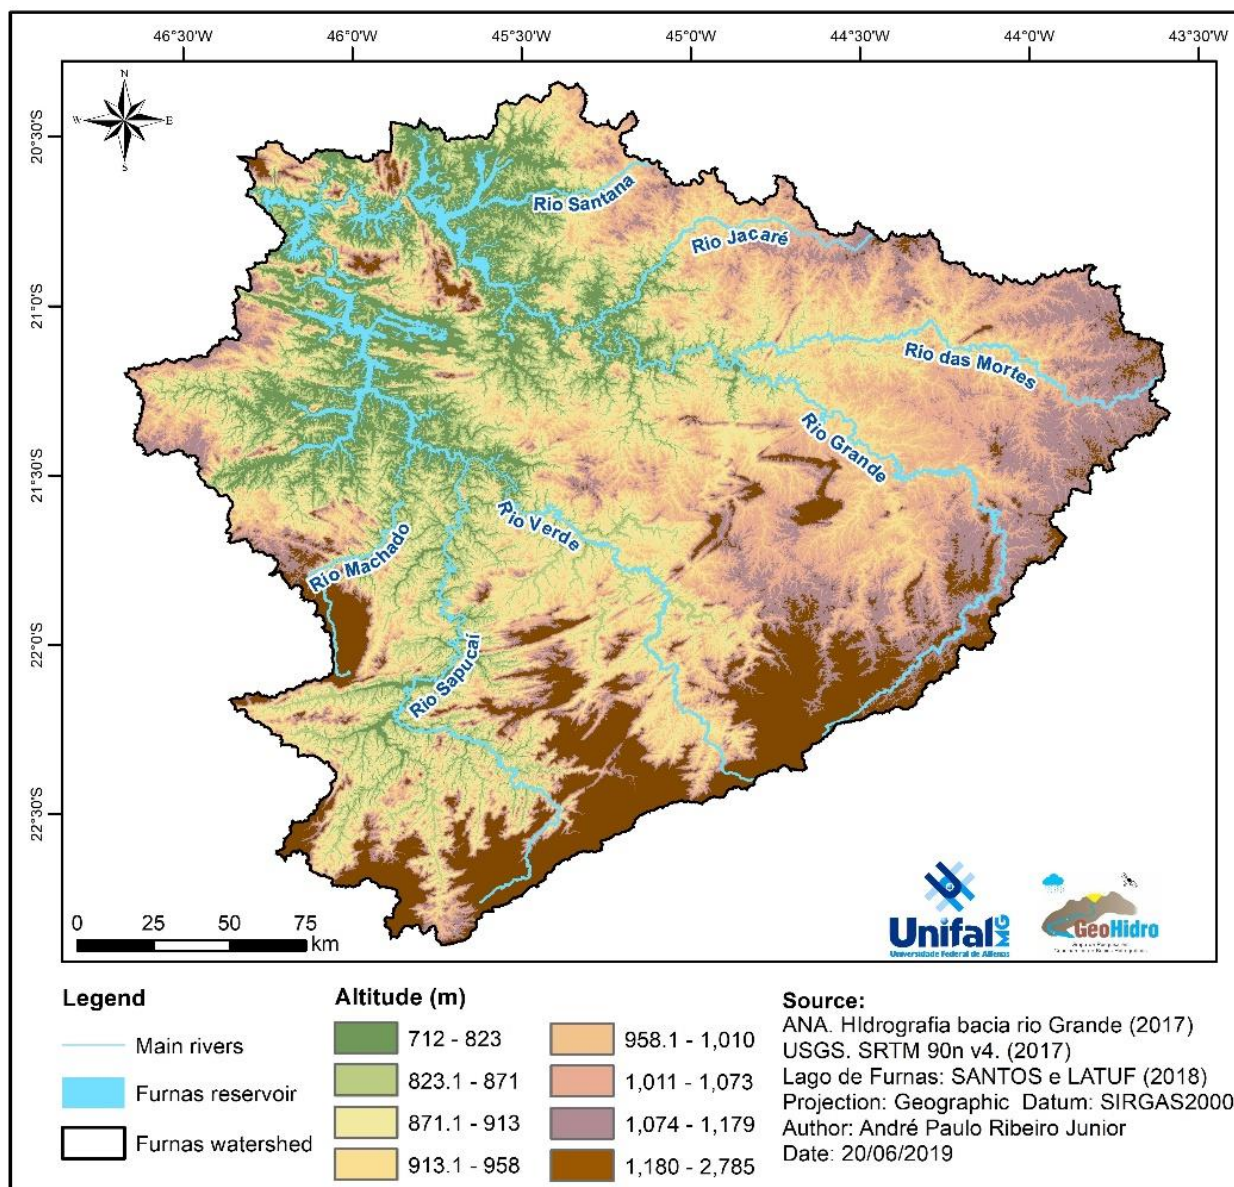 46°30'W 46°0'W 45°30'W 45°0'W 44°30'W 44°0'W 43°30'W
N
W E
S
20°30'S
21°0'S
21°30'S
22°0'S
22°30'S
Rio Santana
Rio Jacaré
Rio das Mortes
Rio Grande
Rio Verde
Rio Machado
Rio Sapucaí
0 25 50 75
km
Unifal MG
Universidade Federal de Alfenas
GeoHidro
Legend
Main rivers
Furnas reservoir
Furnas watershed
Altitude (m)
712 - 823
823.1 - 871
871.1 - 913
913.1 - 958
958.1 - 1,010
1,011 - 1,073
1,074 - 1,179
1,180 - 2,785
Source:
ANA. HIdrografia bacia rio Grande (2017)
USGS. SRTM 90n v4. (2017)
Lago de Furnas: SANTOS e LATUF (2018)
Projection: Geographic Datum: SIRGAS2000
Author: André Paulo Ribeiro Junior
Date: 20/06/2019